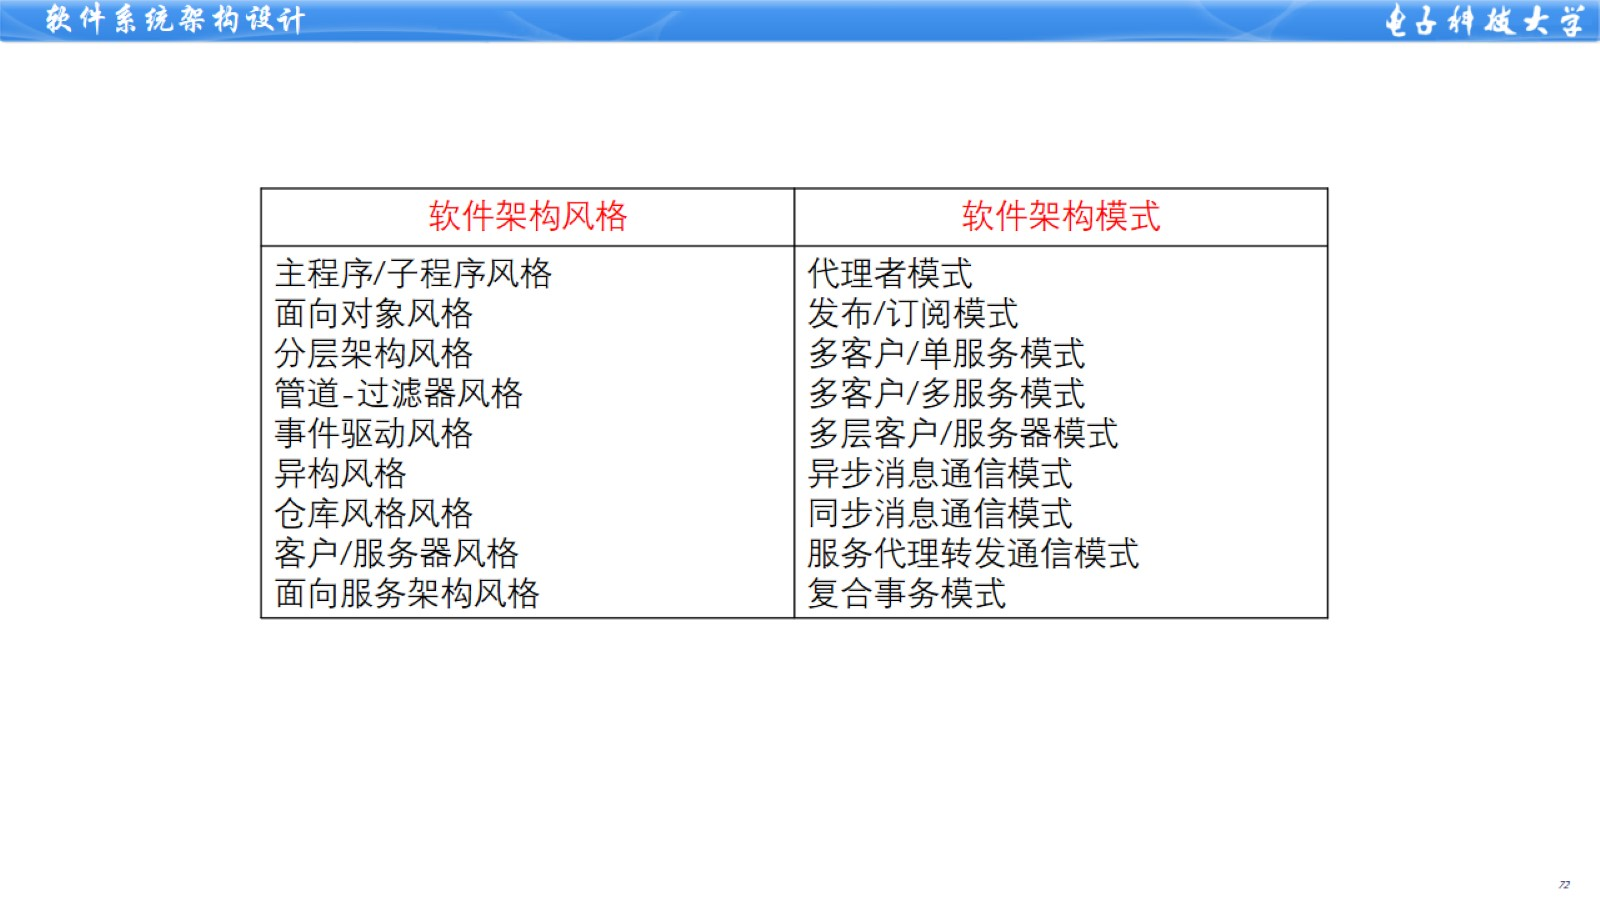 软件系统架构设计
电子科技大学
软件架构风格
软件架构模式
主程序/子程序风格
面向对象风格
分层架构风格
管道-过滤器风格
事件驱动风格
异构风格
仓库风格风格
客户/服务器风格
面向服务架构风格
代理者模式
发布/订阅模式
多客户/单服务模式
多客户/多服务模式
多层客户/服务器模式
异步消息通信模式
同步消息通信模式
服务代理转发通信模式
复合事务模式
72